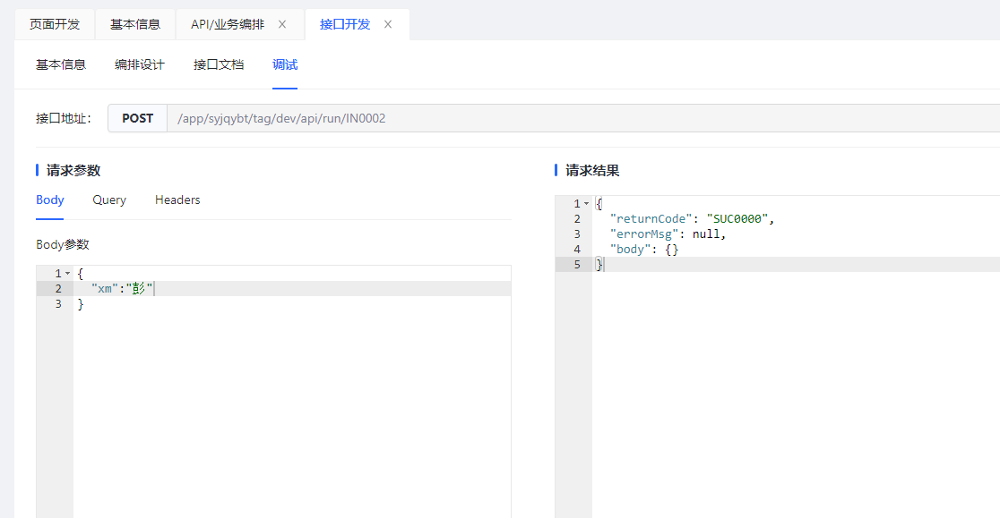 页面开发 基本信息 API/业务编排 × 接口开发 ×
基本信息 编排设计 接口文档 调试
接口地址： POST /app/syjqybt/tag/dev/api/run/IN0002
请求参数
Body Query Headers
Body参数
1 {
2 "xm":"彭"
3 }
请求结果
1 {
2 "returnCode": "SUC0000",
3 "errorMsg": null,
4 "body": {}
5 }